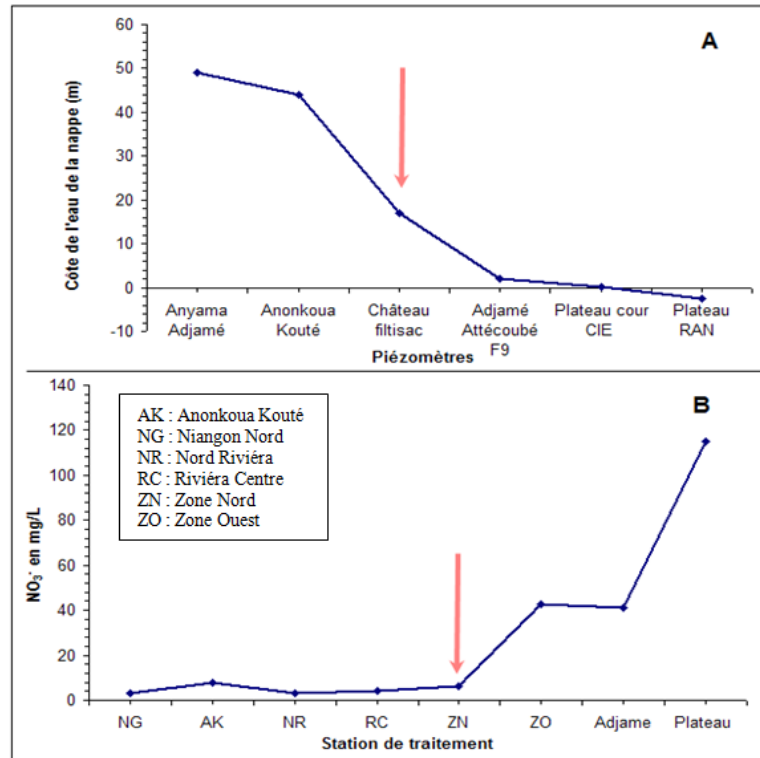 A
Côte de l'eau de la nappe (m)
60
50
40
30
20
10
0
-10
Anyama Adjamé
Anonkoua Kouté
Château filtisac
Adjamé Attécoubé F9
Plateau cour CIE
Plateau RAN
Piézomètres
B
NO₃⁻ en mg/L
140
120
100
80
60
40
20
0
AK : Anonkoua Kouté
NG : Niangon Nord
NR : Nord Riviéra
RC : Riviéra Centre
ZN : Zone Nord
ZO : Zone Ouest
NG AK NR RC ZN ZO Adjame Plateau
Station de traitement